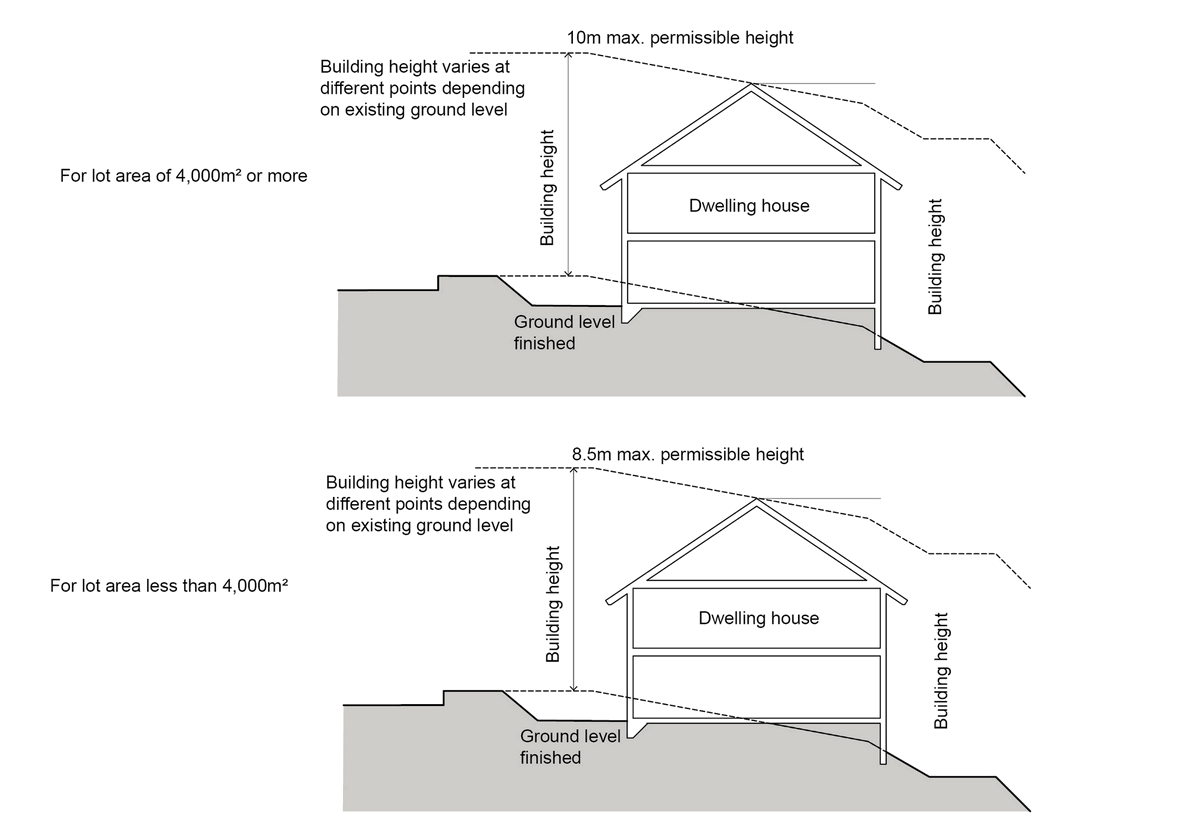 10m max. permissible height
Building height varies at
different points depending
on existing ground level
Building height
For lot area of 4,000m² or more
Dwelling house
Building height
Ground level
finished
8.5m max. permissible height
Building height varies at
different points depending
on existing ground level
Building height
For lot area less than 4,000m²
Dwelling house
Building height
Ground level
finished